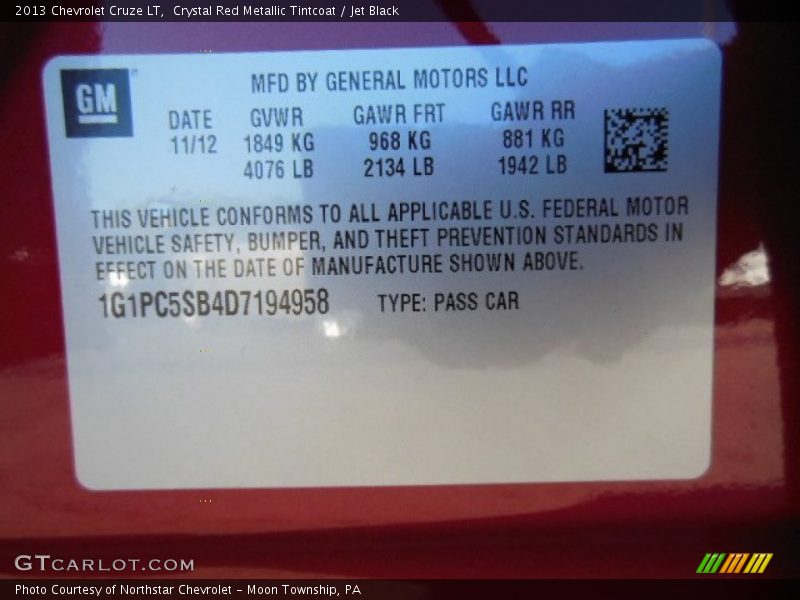 2013 Chevrolet Cruze LT,  Crystal Red Metallic Tintcoat / Jet Black
GM
MFD BY GENERAL MOTORS LLC
DATE GVWR GAWR FRT GAWR RR
11/12 1849 KG 968 KG 881 KG
4076 LB 2134 LB 1942 LB
THIS VEHICLE CONFORMS TO ALL APPLICABLE U.S. FEDERAL MOTOR
VEHICLE SAFETY, BUMPER, AND THEFT PREVENTION STANDARDS IN
EFFECT ON THE DATE OF MANUFACTURE SHOWN ABOVE.
1G1PC5SB4D7194958 TYPE: PASS CAR
GTCARLOT.COM
Photo Courtesy of Northstar Chevrolet - Moon Township, PA